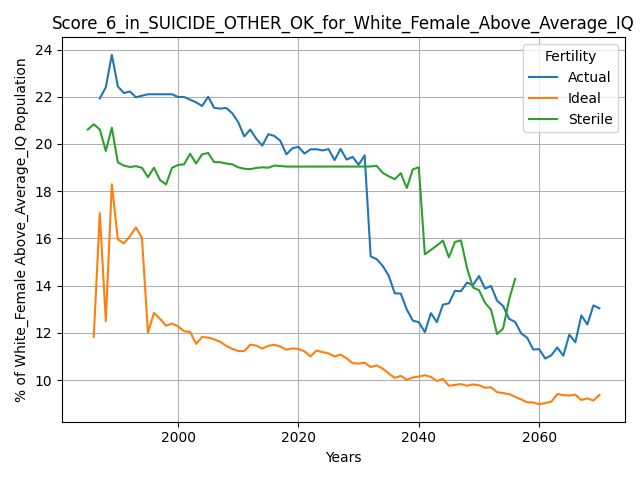 Score_6_in_SUICIDE_OTHER_OK_for_White_Female_Above_Average_IQ
% of White_Female Above_Average_IQ Population
24
22
20
18
16
14
12
10
Fertility
Actual
Ideal
Sterile
2000
2020
2040
2060
Years